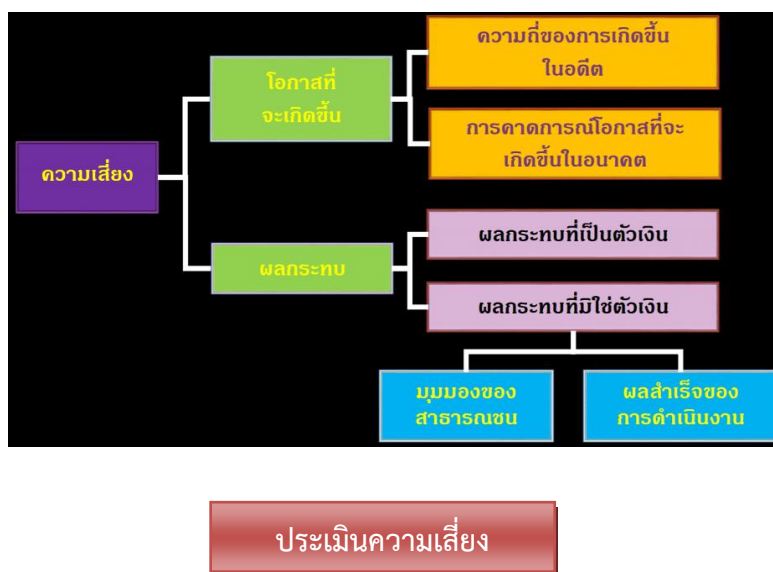 ความเสี่ยง
โอกาสที่
จะเกิดขึ้น
ความถี่ของการเกิดขึ้น
ในอดีต
การคาดการณ์โอกาสที่จะ
เกิดขึ้นในอนาคต
ผลกระทบ
ผลกระทบที่เป็นตัวเงิน
ผลกระทบที่มิใช่ตัวเงิน
มุมมองของ
สาธารณชน
ผลสำเร็จของ
การดำเนินงาน
ประเมินความเสี่ยง